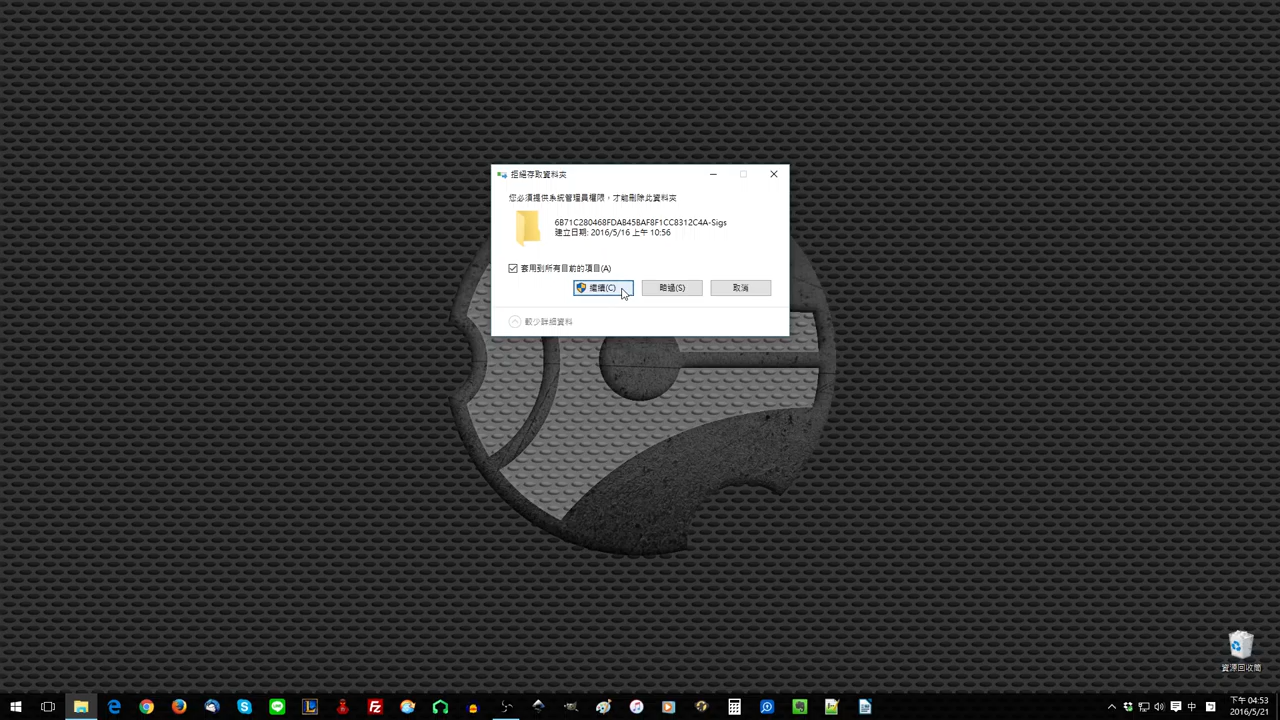 拒絕存取資料夾
您必須提供系統管理員權限，才能刪除此資料夾
6B71C280468FDAB45BAF8F1CC8312C4A-Sigs
建立日期: 2016/5/16 上午 10:56
套用到所有目前的項目(A)
繼續(C)
略過(S)
取消
較少詳細資料
資源回收筒
中
下午 04:53
2016/5/21